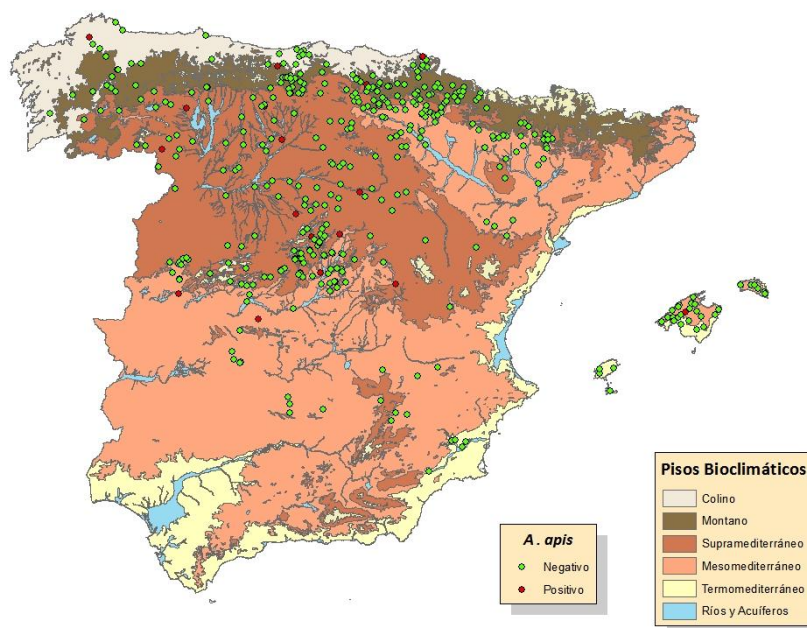 A. apis
Negativo
Positivo
Pisos Bioclimáticos
Colino
Montano
Supramediterráneo
Mesomediterráneo
Termomediterráneo
Ríos y Acuíferos